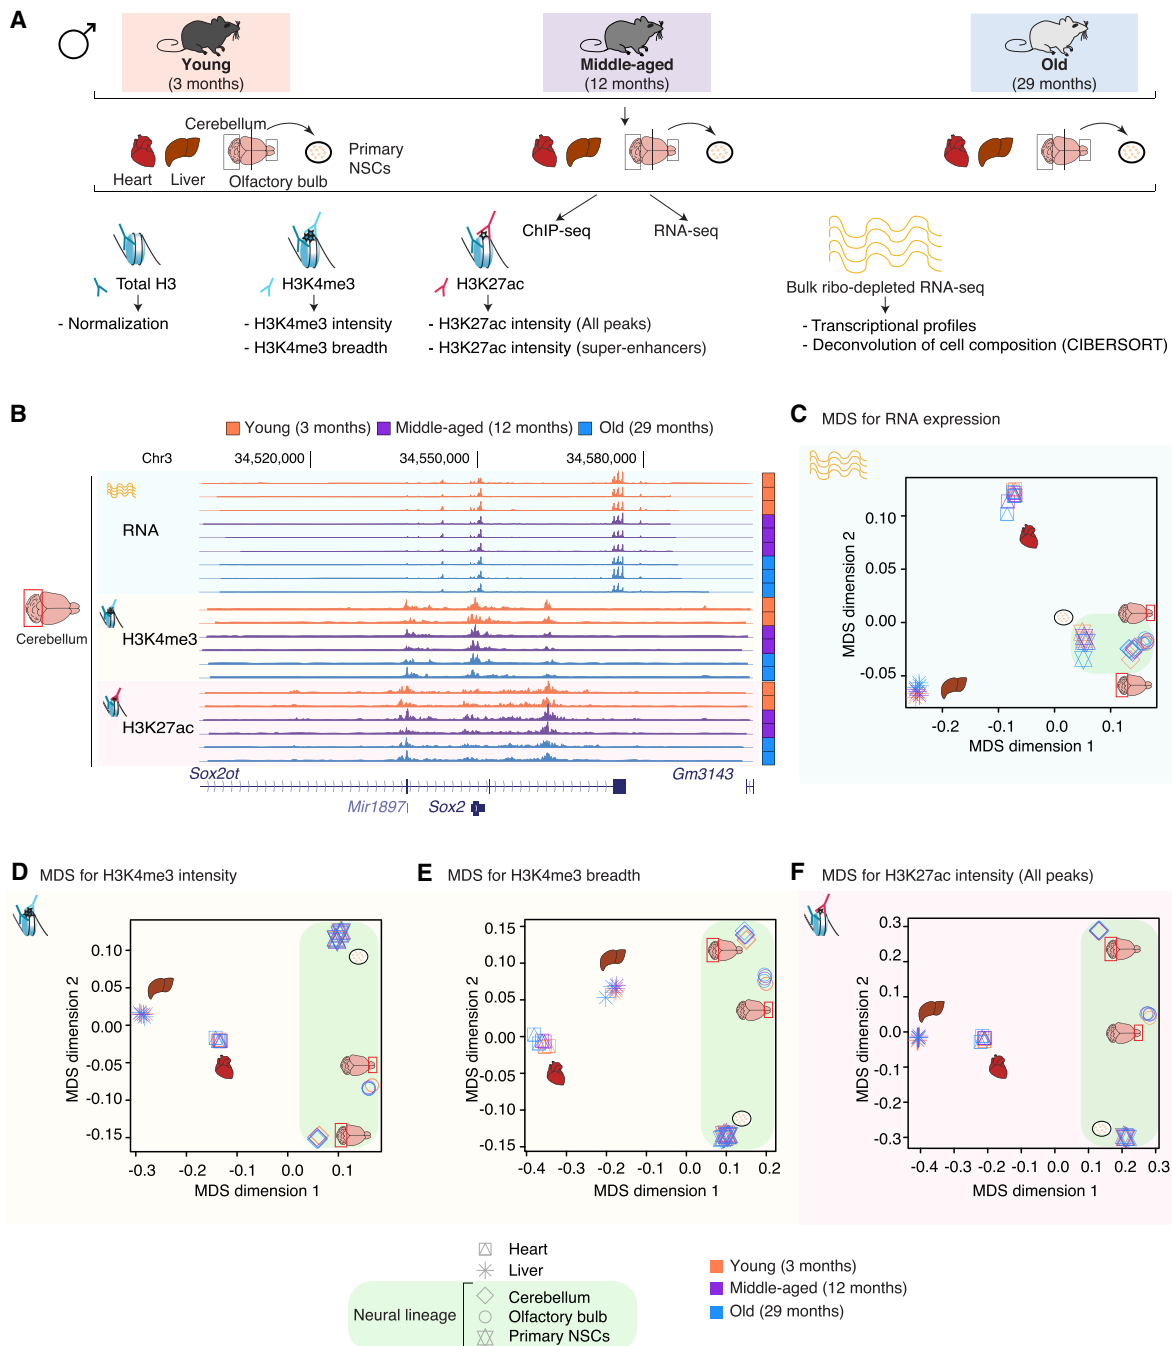 A
Young
(3 months)
Middle-aged
(12 months)
Old
(29 months)
Cerebellum
Primary
NSCs
Heart
Liver
Olfactory bulb
ChIP-seq
RNA-seq
Total H3
H3K4me3
H3K27ac
Bulk ribo-depleted RNA-seq
- Normalization
- H3K4me3 intensity
- H3K4me3 breadth
- H3K27ac intensity (All peaks)
- H3K27ac intensity (super-enhancers)
- Transcriptional profiles
- Deconvolution of cell composition (CIBERSORT)
B
Young (3 months)
Middle-aged (12 months)
Old (29 months)
Chr3
34,520,000
34,550,000
34,580,000
RNA
H3K4me3
H3K27ac
Cerebellum
Sox2ot
Gm3143
Mir1897
Sox2
C
MDS for RNA expression
MDS dimension 2
0.10
0.05
0.00
-0.05
-0.2
-0.1
0.0
0.1
MDS dimension 1
D
MDS for H3K4me3 intensity
MDS dimension 2
0.10
0.05
0.00
-0.05
-0.10
-0.15
-0.3
-0.2
-0.1
0.0
0.1
MDS dimension 1
E
MDS for H3K4me3 breadth
MDS dimension 2
0.15
0.10
0.05
0.00
-0.05
-0.10
-0.15
-0.4
-0.3
-0.2
-0.1
0.0
0.1
0.2
MDS dimension 1
F
MDS for H3K27ac intensity (All peaks)
MDS dimension 2
0.3
0.2
0.1
-0.0
-0.1
-0.2
-0.3
-0.4
-0.3
-0.2
-0.1
0.0
0.1
0.2
0.3
MDS dimension 1
Heart
Liver
Neural lineage
Cerebellum
Olfactory bulb
Primary NSCs
Young (3 months)
Middle-aged (12 months)
Old (29 months)